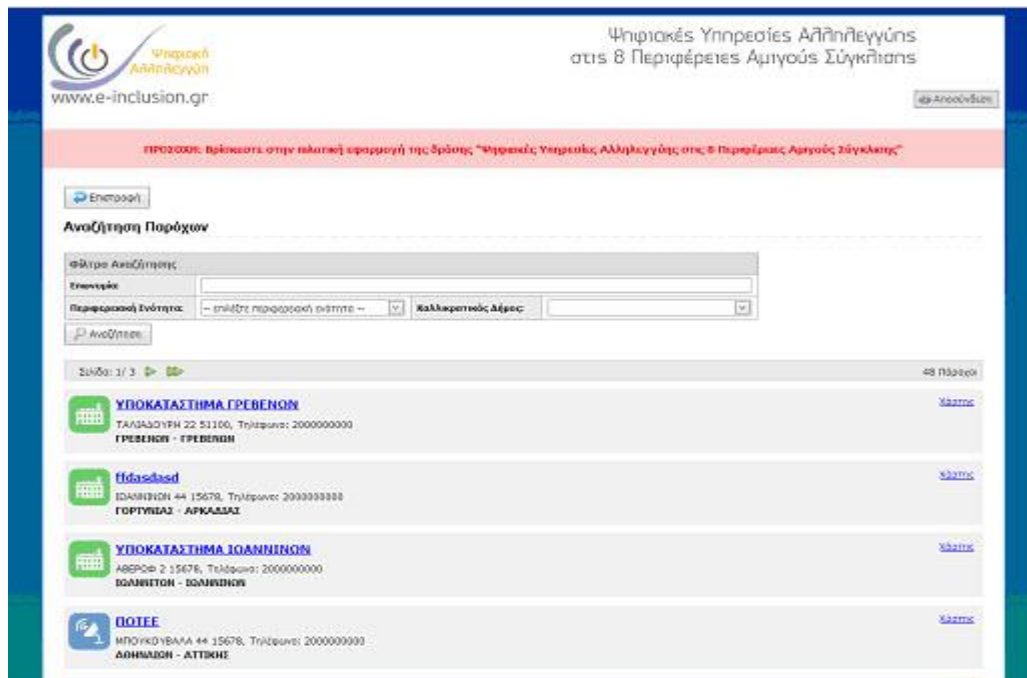 Ψηφιακή
Αλληλεγγύη
www.e-inclusion.gr
Ψηφιακές Υπηρεσίες Αλληλεγγύης
στις 8 Περιφέρειες Αμιγούς Σύγκλισης
Αποσύνδεση
ΠΡΟΣΟΧΗ: Βρίσκεστε στην πιλοτική εφαρμογή της δράσης "Ψηφιακές Υπηρεσίες Αλληλεγγύης στις 8 Περιφέρειες Αμιγούς Σύγκλισης"
Επιστροφή
Αναζήτηση Παρόχων
Φίλτρο Αναζήτησης
Επωνυμία:
Περιφερειακή Ενότητα: -- επιλέξτε περιφερειακή ενότητα -- Καλλικρατικός Δήμος:
Αναζήτηση
Σελίδα: 1/ 3 48 Πάροχοι
ΥΠΟΚΑΤΑΣΤΗΜΑ ΓΡΕΒΕΝΩΝ Χάρτης
ΤΑΛΙΑΔΟΥΡΗ 22 51100, Τηλέφωνο: 2000000000
ΓΡΕΒΕΝΩΝ - ΓΡΕΒΕΝΩΝ
ffdasdasd Χάρτης
ΙΩΑΝΝΙΝΩΝ 44 15678, Τηλέφωνο: 2000000000
ΓΟΡΤΥΝΙΑΣ - ΑΡΚΑΔΙΑΣ
ΥΠΟΚΑΤΑΣΤΗΜΑ ΙΩΑΝΝΙΝΩΝ Χάρτης
ΑΒΕΡΩΦ 2 15678, Τηλέφωνο: 2000000000
ΙΩΑΝΝΙΤΩΝ - ΙΩΑΝΝΙΝΩΝ
ΠΟΤΕΕ Χάρτης
ΜΠΟΥΚΟΥΒΑΛΑ 44 15678, Τηλέφωνο: 2000000000
ΑΘΗΝΑΙΩΝ - ΑΤΤΙΚΗΣ